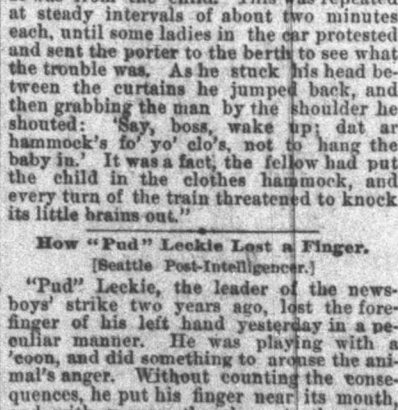 at steady intervals of about two minutes
each, until some ladies in the car protested
and sent the porter to the berth to see what
the trouble was. As he stuck his head be-
tween the curtains he jumped back, and
then grabbing the man by the shoulder he
shouted: 'Say, boss, wake up; dat ar
hammock's fo' yo' clo's, not to hang the
baby in.' It was a fact, the fellow had put
the child in the clothes hammock, and
every turn of the train threatened to knock
its little brains out."
How "Pud" Leckie Lost a Finger.
[Seattle Post-Intelligencer.]
"Pud" Leckie, the leader of the news-
boys' strike two years ago, lost the fore-
finger of his left hand yesterday in a pe-
culiar manner. He was playing with a
'coon, and did something to arouse the ani-
mal's anger. Without counting the conse-
quences, he put his finger near its mouth,